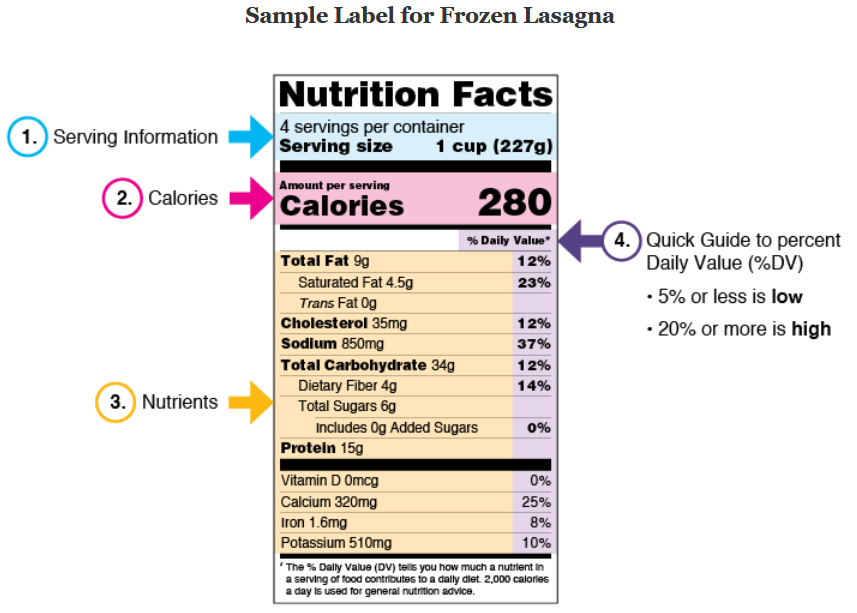 Sample Label for Frozen Lasagna
Nutrition Facts
4 servings per container
Serving size 1 cup (227g)
1. Serving Information
Amount per serving
Calories 280
2. Calories
% Daily Value*
4. Quick Guide to percent
Daily Value (%DV)
• 5% or less is low
• 20% or more is high
Total Fat 9g 12%
Saturated Fat 4.5g 23%
Trans Fat 0g
Cholesterol 35mg 12%
Sodium 850mg 37%
Total Carbohydrate 34g 12%
Dietary Fiber 4g 14%
Total Sugars 6g
Includes 0g Added Sugars 0%
Protein 15g
3. Nutrients
Vitamin D 0mcg 0%
Calcium 320mg 25%
Iron 1.6mg 8%
Potassium 510mg 10%
* The % Daily Value (DV) tells you how much a nutrient in
a serving of food contributes to a daily diet. 2,000 calories
a day is used for general nutrition advice.